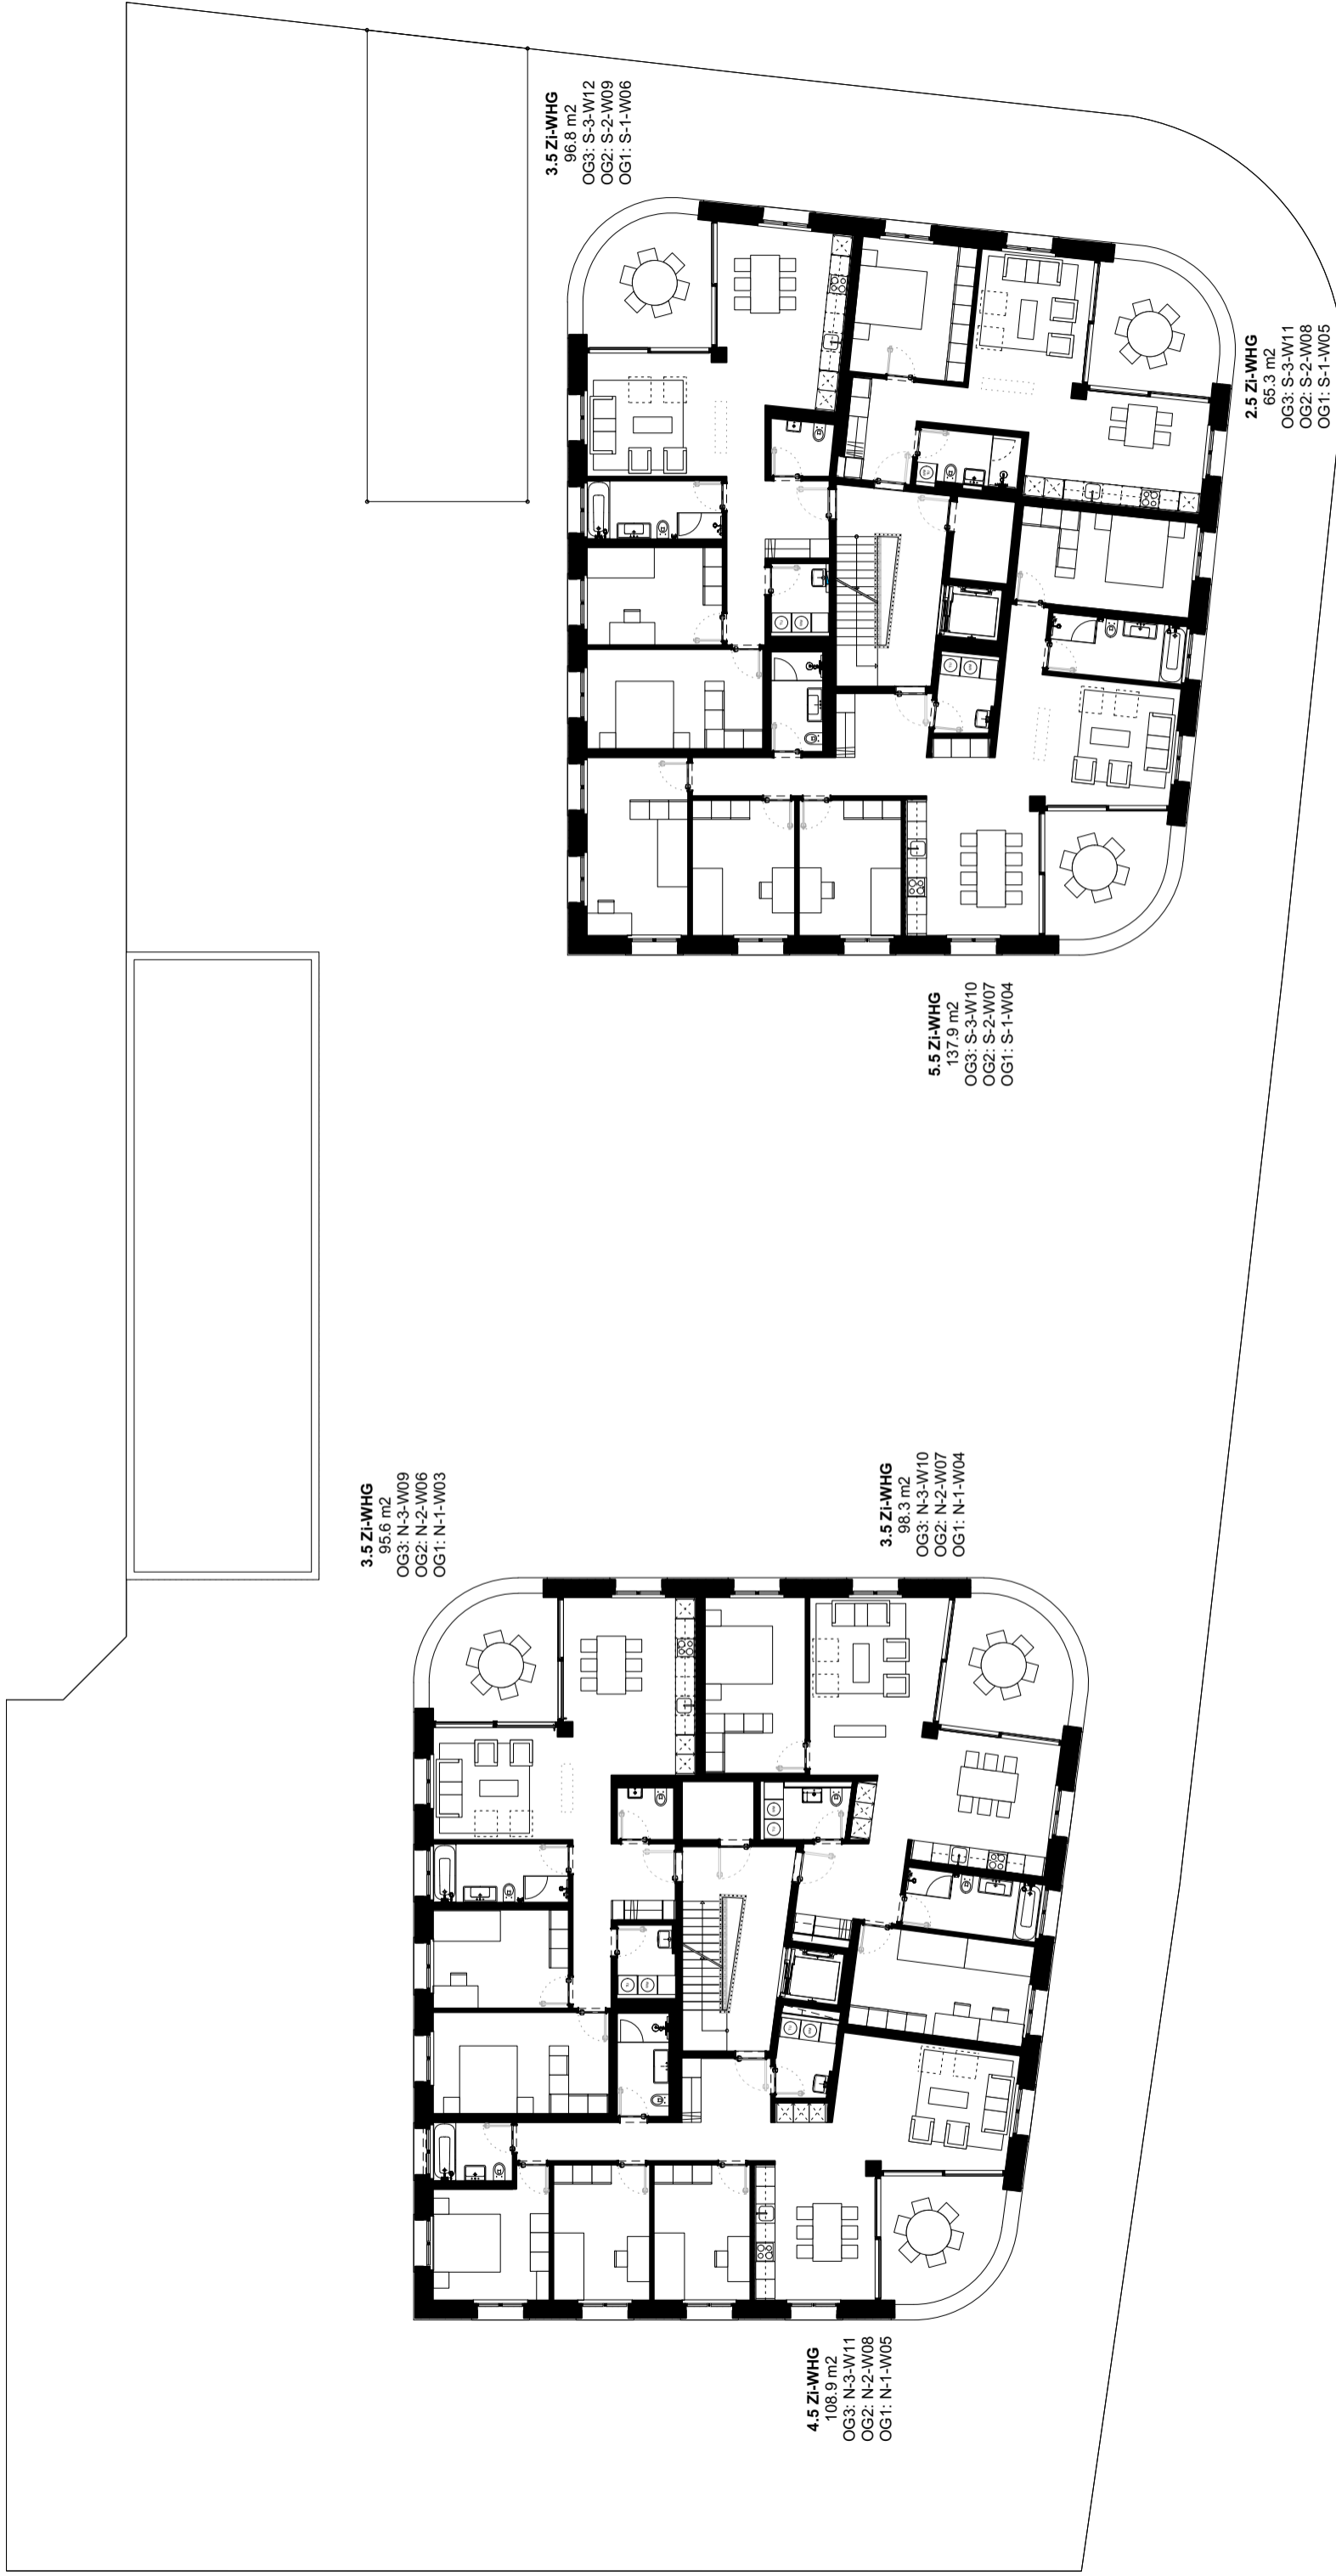 3.5 Zi-WHG
96.8 m2
OG3: S-3-W12
OG2: S-2-W09
OG1: S-1-W06
2.5 Zi-WHG
65.3 m2
OG3: S-3-W11
OG2: S-2-W08
OG1: S-1-W05
5.5 Zi-WHG
137.9 m2
OG3: S-3-W10
OG2: S-2-W07
OG1: S-1-W04
3.5 Zi-WHG
95.6 m2
OG3: N-3-W09
OG2: N-2-W06
OG1: N-1-W03
3.5 Zi-WHG
98.3 m2
OG3: N-3-W10
OG2: N-2-W07
OG1: N-1-W04
4.5 Zi-WHG
108.9 m2
OG3: N-3-W11
OG2: N-2-W08
OG1: N-1-W05